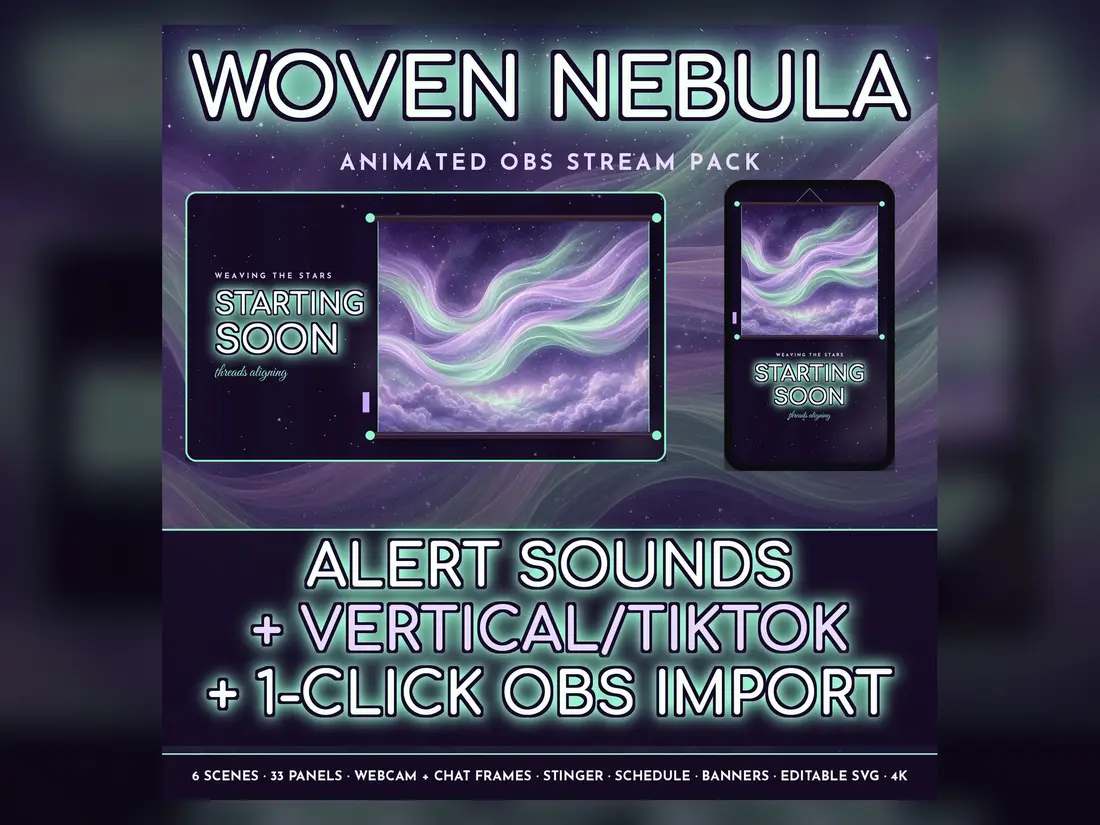 WOVEN NEBULA
ANIMATED OBS STREAM PACK
WEAVING THE STARS
STARTING
SOON
threads aligning
WEAVING THE STARS
STARTING
SOON
threads aligning
ALERT SOUNDS
+ VERTICAL/TIKTOK
+ 1-CLICK OBS IMPORT
6 SCENES · 33 PANELS · WEBCAM + CHAT FRAMES · STINGER · SCHEDULE · BANNERS · EDITABLE SVG · 4K